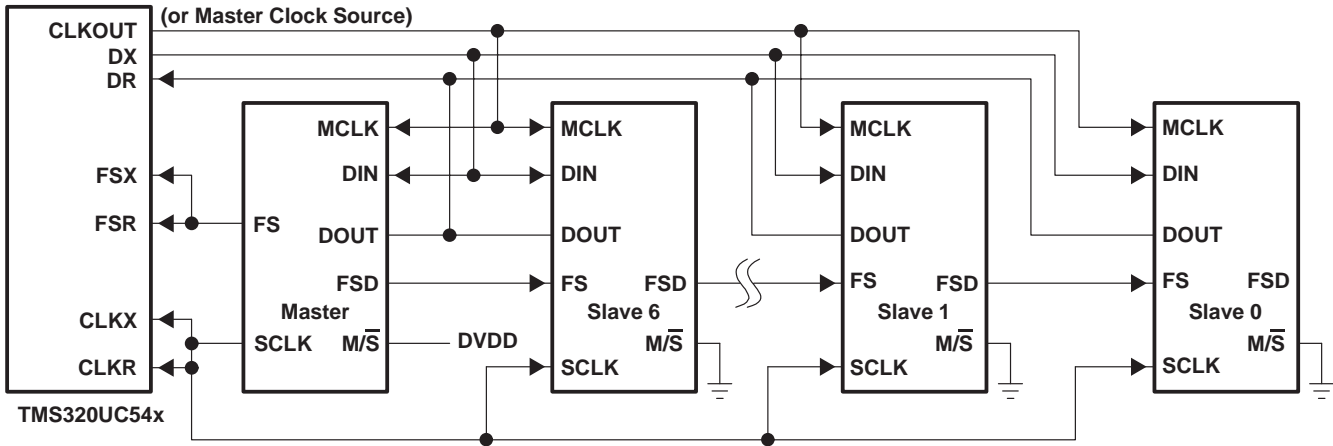 (or Master Clock Source)
CLKOUT
DX
DR
FSX
FSR
CLKX
CLKR
TMS320UC54x
MCLK
DIN
FS
DOUT
FSD
Master
SCLK
M/S̅
DVDD
MCLK
DIN
DOUT
FS
FSD
Slave 6
M/S̅
SCLK
MCLK
DIN
DOUT
FS
FSD
Slave 1
M/S̅
SCLK
MCLK
DIN
DOUT
FS
FSD
Slave 0
M/S̅
SCLK